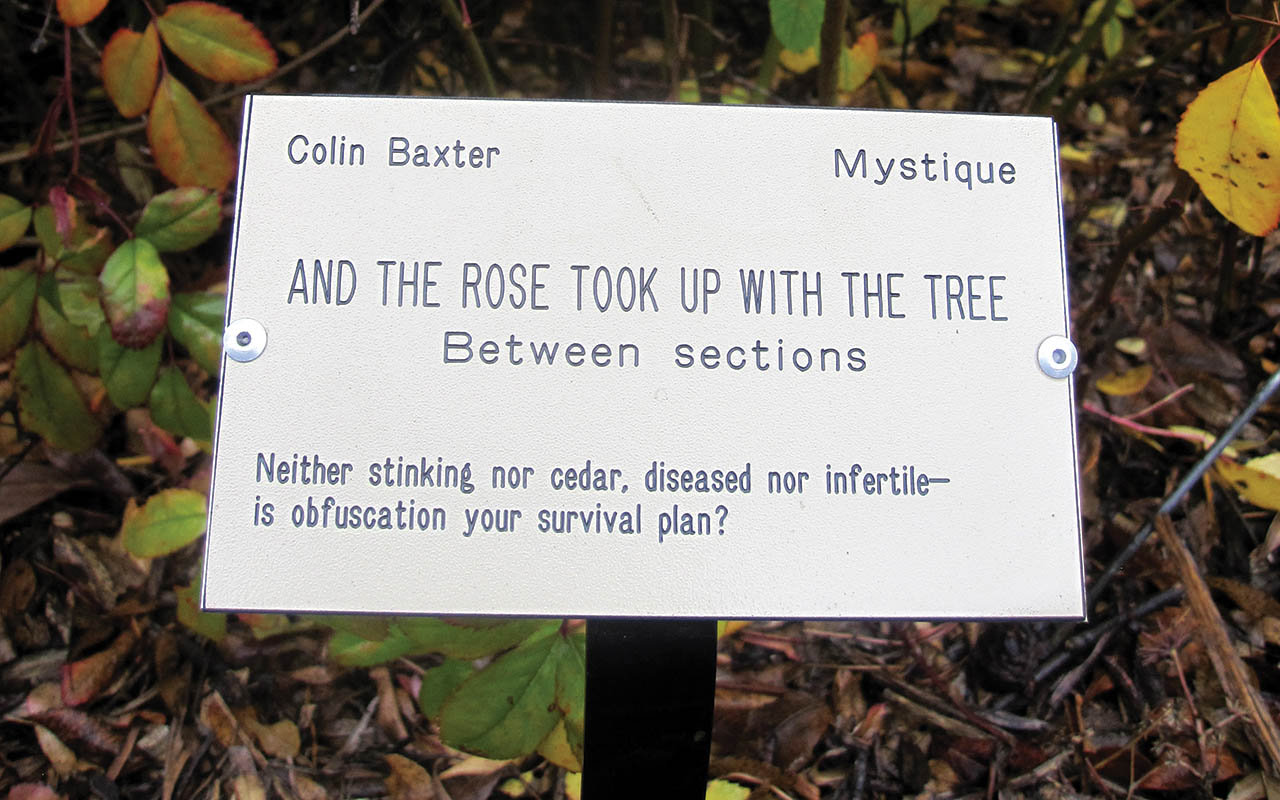 Colin Baxter Mystique
AND THE ROSE TOOK UP WITH THE TREE
Between sections
Neither stinking nor cedar, diseased nor infertile—
is obfuscation your survival plan?